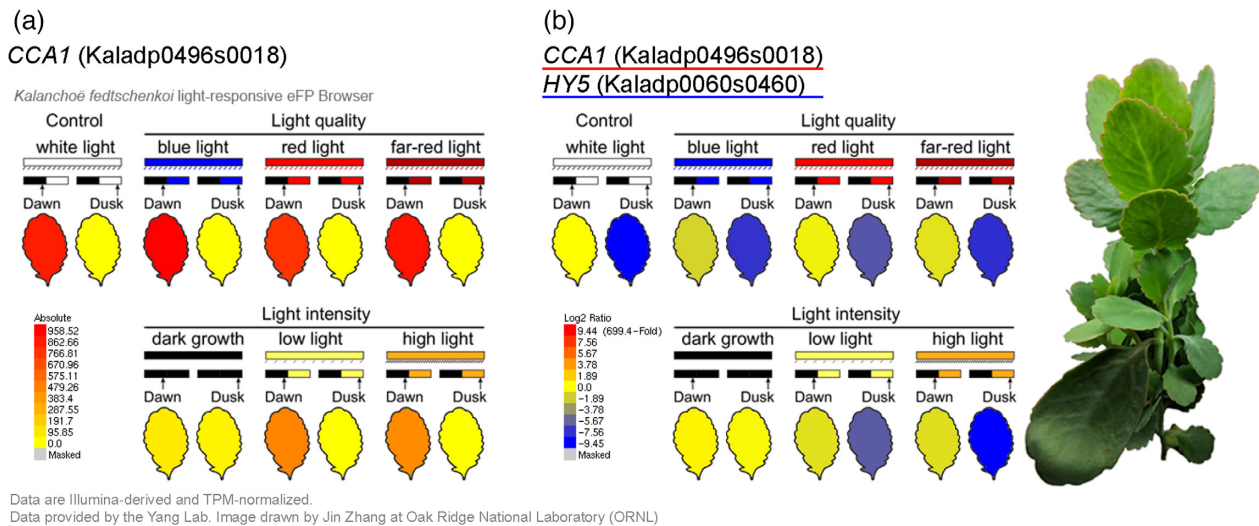 (a)
CCA1 (Kaladp0496s0018)
Kalanchoë fedtschenkoi light-responsive eFP Browser
Control
Light quality
white light
blue light
red light
far-red light
Dawn Dusk Dawn Dusk Dawn Dusk Dawn Dusk
Light intensity
dark growth
low light
high light
Dawn Dusk Dawn Dusk Dawn Dusk
Absolute
958.52
862.66
766.81
670.96
575.11
479.26
383.4
287.55
191.7
95.85
0.0
Masked
(b)
CCA1 (Kaladp0496s0018)
HY5 (Kaladp0060s0460)
Control
Light quality
white light
blue light
red light
far-red light
Dawn Dusk Dawn Dusk Dawn Dusk Dawn Dusk
Light intensity
dark growth
low light
high light
Dawn Dusk Dawn Dusk Dawn Dusk
Log2 Ratio
9.44 (699.4-Fold)
7.56
5.67
3.78
1.89
0.0
-1.89
-3.78
-5.67
-7.56
-9.45
Masked
Data are Illumina-derived and TPM-normalized.
Data provided by the Yang Lab. Image drawn by Jin Zhang at Oak Ridge National Laboratory (ORNL)